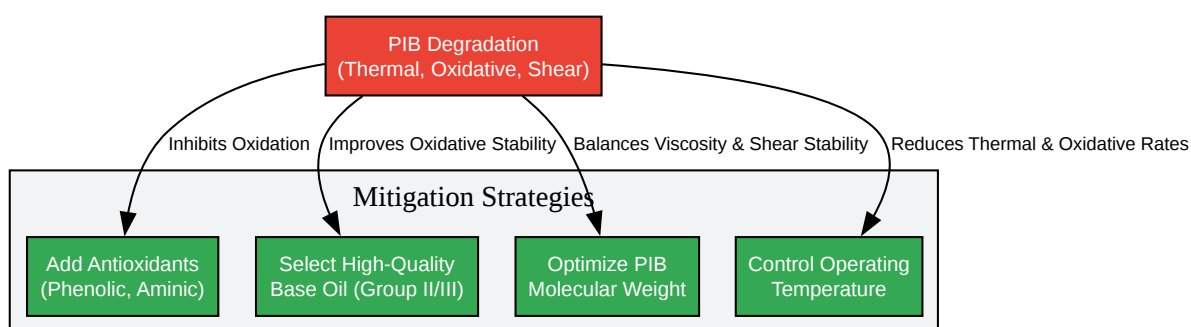 PIB Degradation
(Thermal, Oxidative, Shear)
Inhibits Oxidation
Improves Oxidative Stability
Balances Viscosity & Shear Stability
Reduces Thermal & Oxidative Rates
Mitigation Strategies
Add Antioxidants
(Phenolic, Aminic)
Select High-Quality
Base Oil (Group II/III)
Optimize PIB
Molecular Weight
Control Operating
Temperature